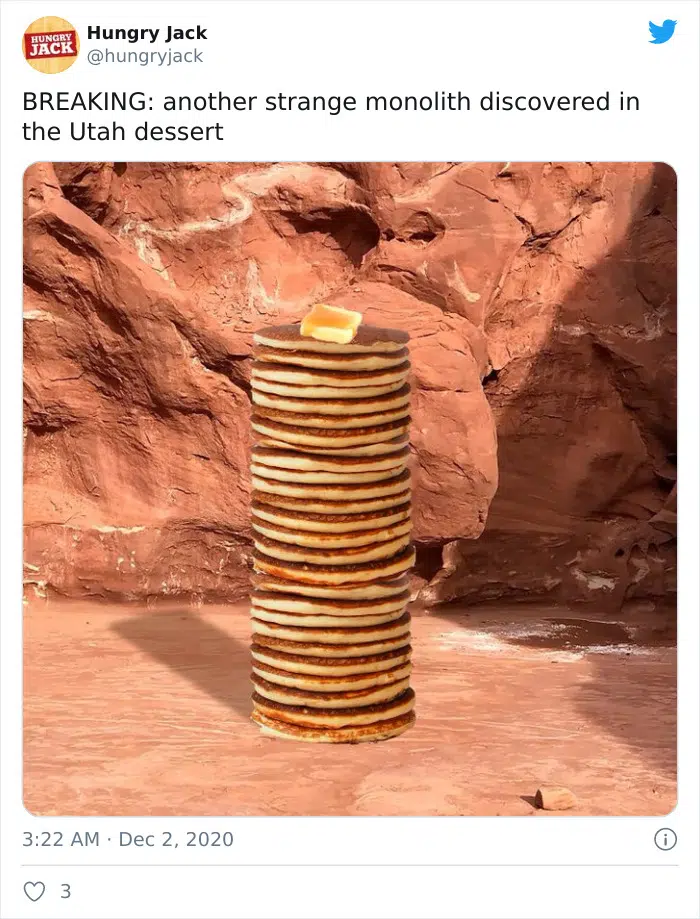 HUNGRY
JACK
Hungry Jack
@hungryjack
BREAKING: another strange monolith discovered in
the Utah dessert
3:22 AM · Dec 2, 2020
3